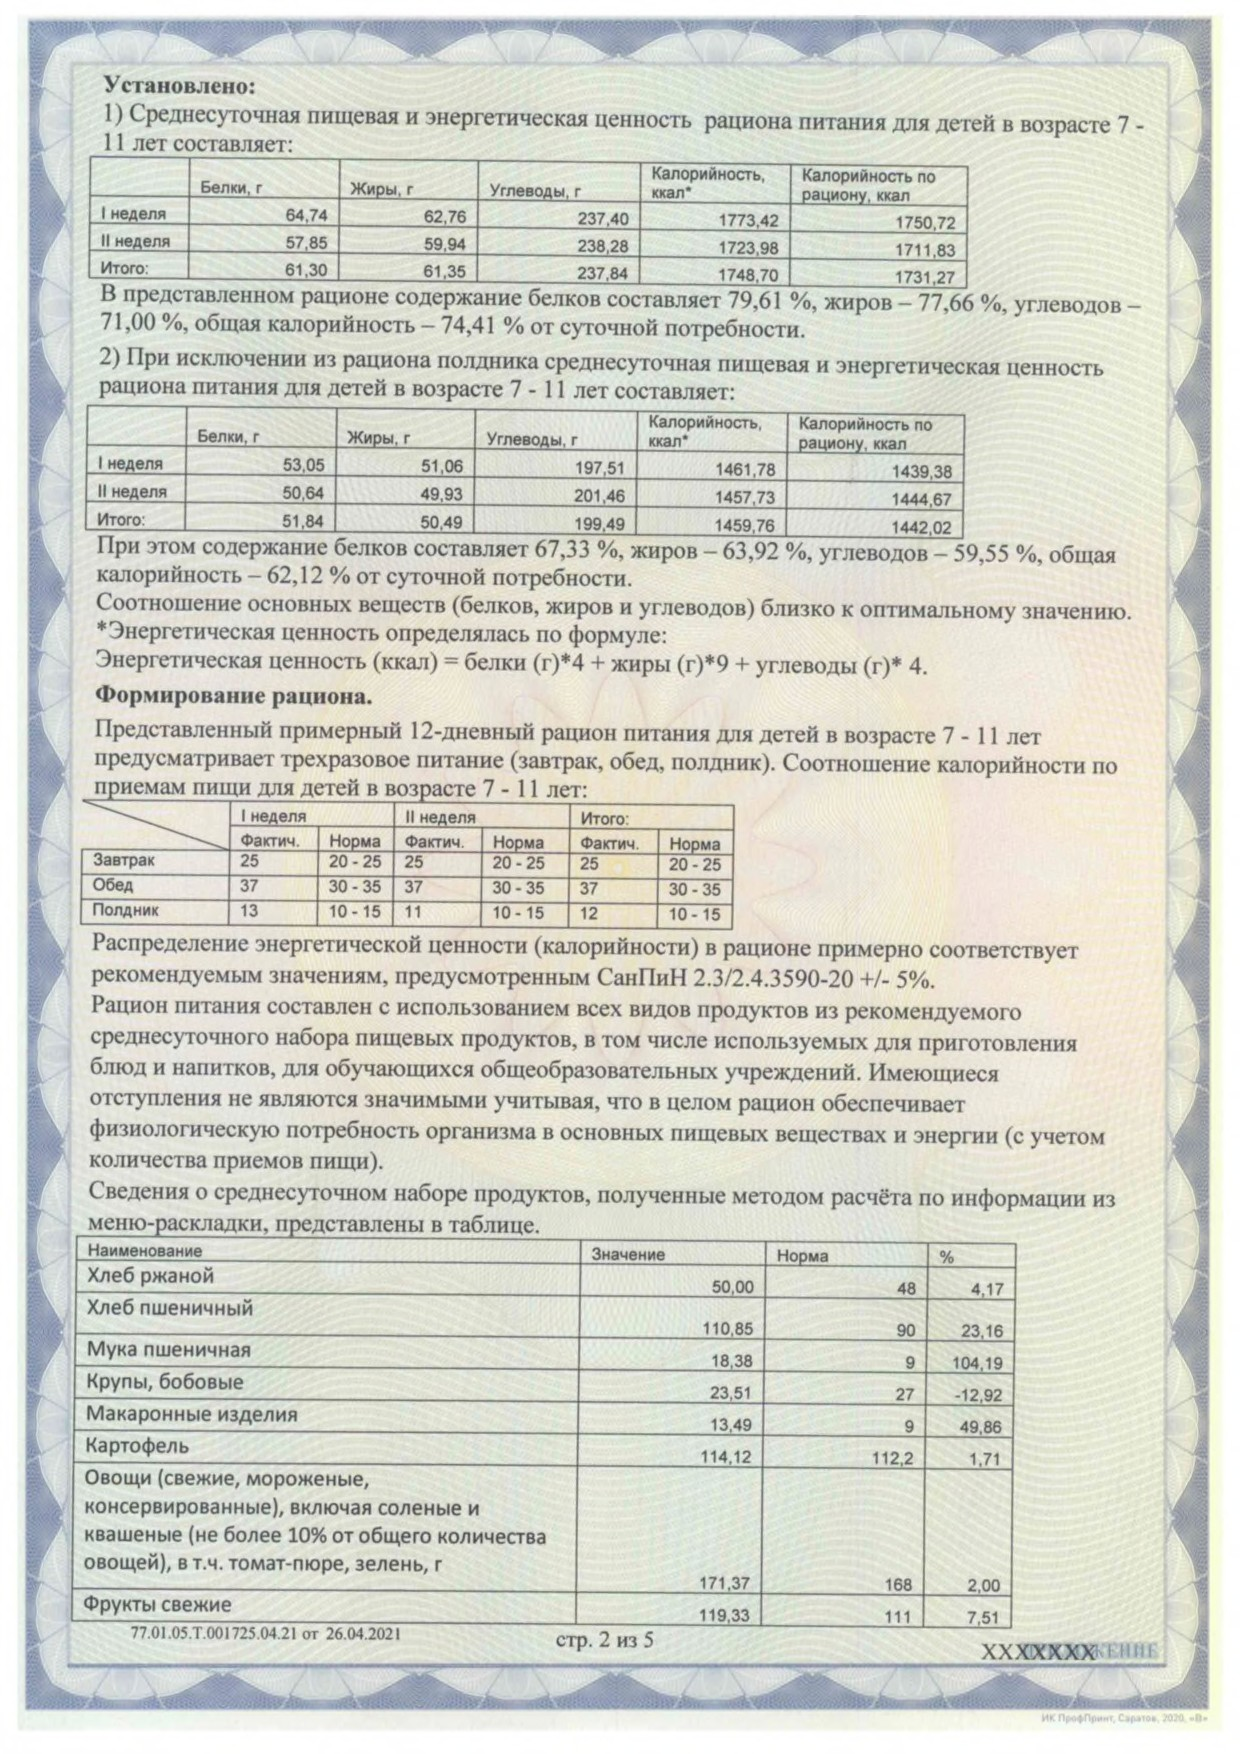 Установлено:
1) Среднесуточная пищевая и энергетическая ценность рациона питания для детей в возрасте 7 -
11 лет составляет:
Белки, г Жиры, г Углеводы, г Калорийность, ккал* Калорийность по рациону, ккал
I неделя 64,74 62,76 237,40 1773,42 1750,72
II неделя 57,85 59,94 238,28 1723,98 1711,83
Итого: 61,30 61,35 237,84 1748,70 1731,27
В представленном рационе содержание белков составляет 79,61 %, жиров – 77,66 %, углеводов –
71,00 %, общая калорийность – 74,41 % от суточной потребности.
2) При исключении из рациона полдника среднесуточная пищевая и энергетическая ценность
рациона питания для детей в возрасте 7 - 11 лет составляет:
Белки, г Жиры, г Углеводы, г Калорийность, ккал* Калорийность по рациону, ккал
I неделя 53,05 51,06 197,51 1461,78 1439,38
II неделя 50,64 49,93 201,46 1457,73 1444,67
Итого: 51,84 50,49 199,49 1459,76 1442,02
При этом содержание белков составляет 67,33 %, жиров – 63,92 %, углеводов – 59,55 %, общая
калорийность – 62,12 % от суточной потребности.
Соотношение основных веществ (белков, жиров и углеводов) близко к оптимальному значению.
*Энергетическая ценность определялась по формуле:
Энергетическая ценность (ккал) = белки (г)*4 + жиры (г)*9 + углеводы (г)* 4.
Формирование рациона.
Представленный примерный 12-дневный рацион питания для детей в возрасте 7 - 11 лет
предусматривает трехразовое питание (завтрак, обед, полдник). Соотношение калорийности по
приемам пищи для детей в возрасте 7 - 11 лет:
I неделя II неделя Итого:
Фактич. Норма Фактич. Норма Фактич. Норма
Завтрак 25 20 - 25 25 20 - 25 25 20 - 25
Обед 37 30 - 35 37 30 - 35 37 30 - 35
Полдник 13 10 - 15 11 10 - 15 12 10 - 15
Распределение энергетической ценности (калорийности) в рационе примерно соответствует
рекомендуемым значениям, предусмотренным СанПиН 2.3/2.4.3590-20 +/- 5%.
Рацион питания составлен с использованием всех видов продуктов из рекомендуемого
среднесуточного набора пищевых продуктов, в том числе используемых для приготовления
блюд и напитков, для обучающихся общеобразовательных учреждений. Имеющиеся
отступления не являются значимыми учитывая, что в целом рацион обеспечивает
физиологическую потребность организма в основных пищевых веществах и энергии (с учетом
количества приемов пищи).
Сведения о среднесуточном наборе продуктов, полученные методом расчёта по информации из
меню-раскладки, представлены в таблице.
Наименование Значение Норма %
Хлеб ржаной 50,00 48 4,17
Хлеб пшеничный 110,85 90 23,16
Мука пшеничная 18,38 9 104,19
Крупы, бобовые 23,51 27 -12,92
Макаронные изделия 13,49 9 49,86
Картофель 114,12 112,2 1,71
Овощи (свежие, мороженые,
консервированные), включая соленые и
квашеные (не более 10% от общего количества
овощей), в т.ч. томат-пюре, зелень, г 171,37 168 2,00
Фрукты свежие 119,33 111 7,51
77.01.05.Т.001725.04.21 от 26.04.2021
стр. 2 из 5
XXXXXXX
ИК ПрофПринт, Саратов, 2020, «В»